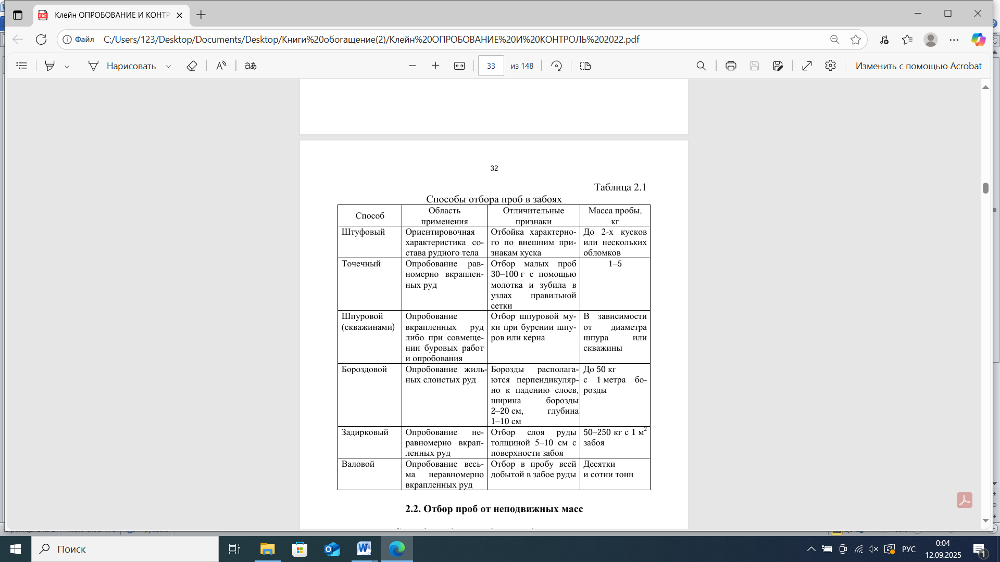 Клейн ОПРОБОВАНИЕ И КОНТР
Файл
C:/Users/123/Desktop/Documents/Desktop/Книги%20обогащение(2)/Клейн%20ОПРОБОВАНИЕ%20И%20КОНТРОЛЬ%202022.pdf
Нарисовать
33
из 148
Изменить с помощью Acrobat
32
Таблица 2.1
Способы отбора проб в забоях
Способ
Область
применения
Отличительные
признаки
Масса пробы,
кг
Штуфовый
Ориентировочная
характеристика со-
става рудного тела
Отбойка характерно-
го по внешним при-
знакам куска
До 2-х кусков
или нескольких
обломков
Точечный
Опробование рав-
номерно вкраплен-
ных руд
Отбор малых проб
30–100 г с помощью
молотка и зубила в
узлах правильной
сетки
1–5
Шпуровой
(скважинами)
Опробование
вкрапленных руд
либо при совмеще-
нии буровых работ
и опробования
Отбор шпуровой му-
ки при бурении шпу-
ров или керна
В зависимости
от диаметра
шпура или
скважины
Бороздовой
Опробование жиль-
ных слоистых руд
Борозды располага-
ются перпендикуляр-
но к падению слоев,
ширина борозды
2–20 см, глубина
1–10 см
До 50 кг
с 1 метра бо-
розды
Задирковый
Опробование не-
равномерно вкрап-
ленных руд
Отбор слоя руды
толщиной 5–10 см с
поверхности забоя
50–250 кг с 1 м²
забоя
Валовой
Опробование весь-
ма неравномерно
вкрапленных руд
Отбор в пробу всей
добытой в забое руды
Десятки
и сотни тонн
2.2. Отбор проб от неподвижных масс
Поиск
РУС
0:04
12.09.2025
1